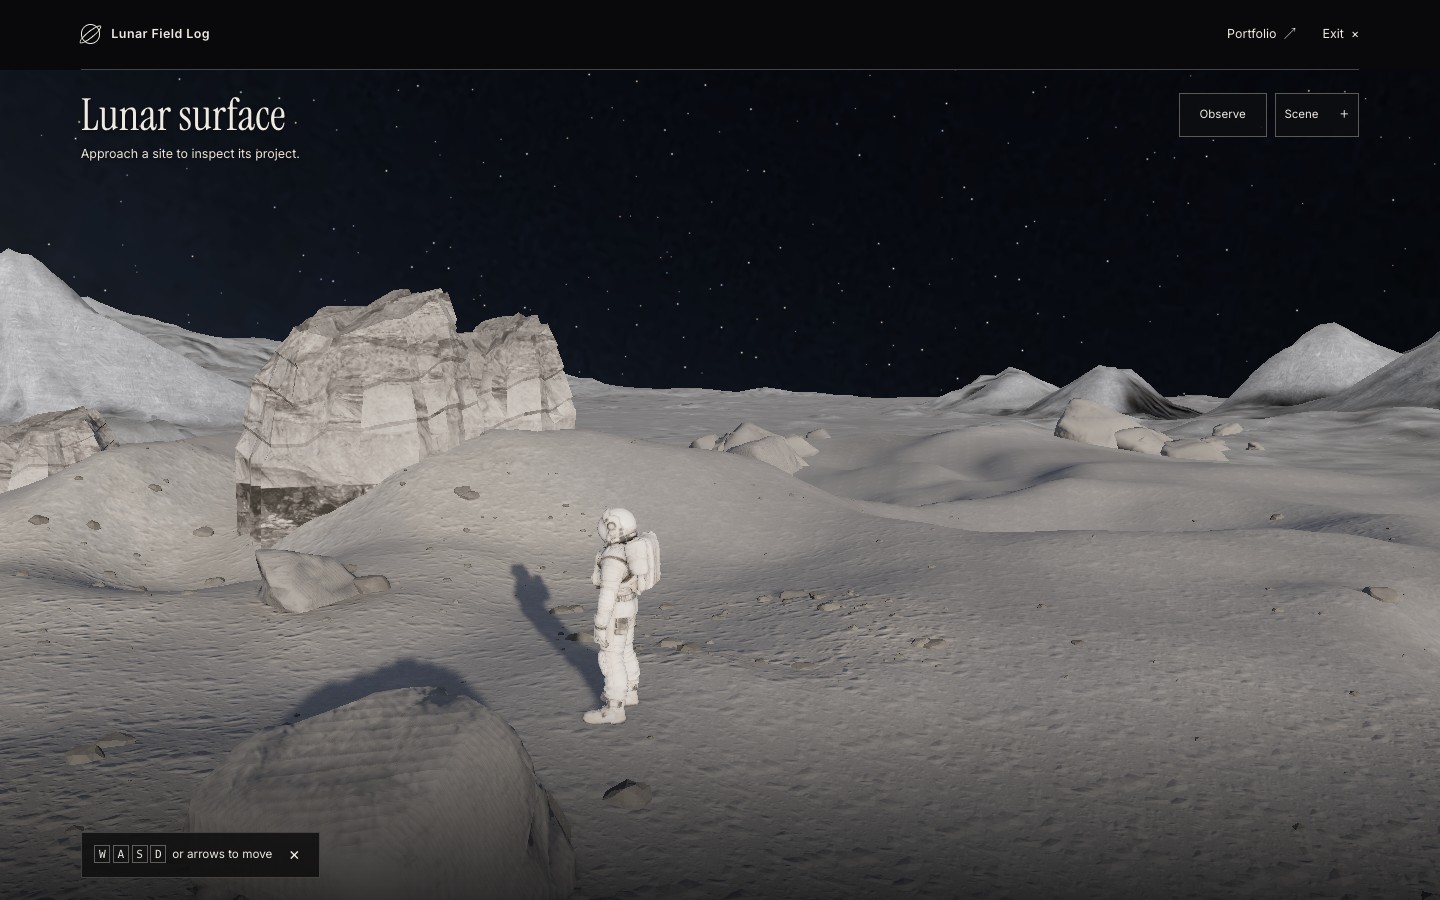 Lunar Field Log
Portfolio ↗ Exit ×
Lunar surface
Approach a site to inspect its project.
Observe
Scene +
W A S D or arrows to move ×